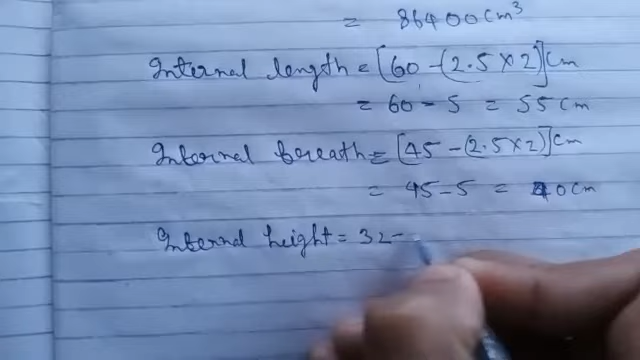 = 86400 cm³
Internal length = [60 - (2.5 × 2)] cm
= 60 - 5 = 55 cm
Internal breath = [45 - (2.5 × 2)] cm
= 45 - 5 = 40 cm
Internal height = 32 -